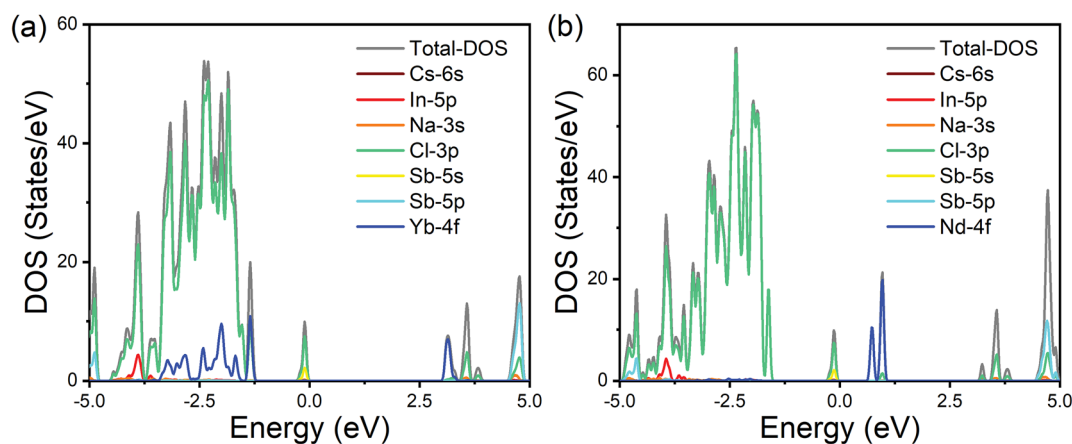 (a)
DOS (States/eV)
60
40
20
0
Total-DOS
Cs-6s
In-5p
Na-3s
Cl-3p
Sb-5s
Sb-5p
Yb-4f
-5.0
-2.5
0.0
2.5
5.0
Energy (eV)
(b)
DOS (States/eV)
60
40
20
0
Total-DOS
Cs-6s
In-5p
Na-3s
Cl-3p
Sb-5s
Sb-5p
Nd-4f
-5.0
-2.5
0.0
2.5
5.0
Energy (eV)